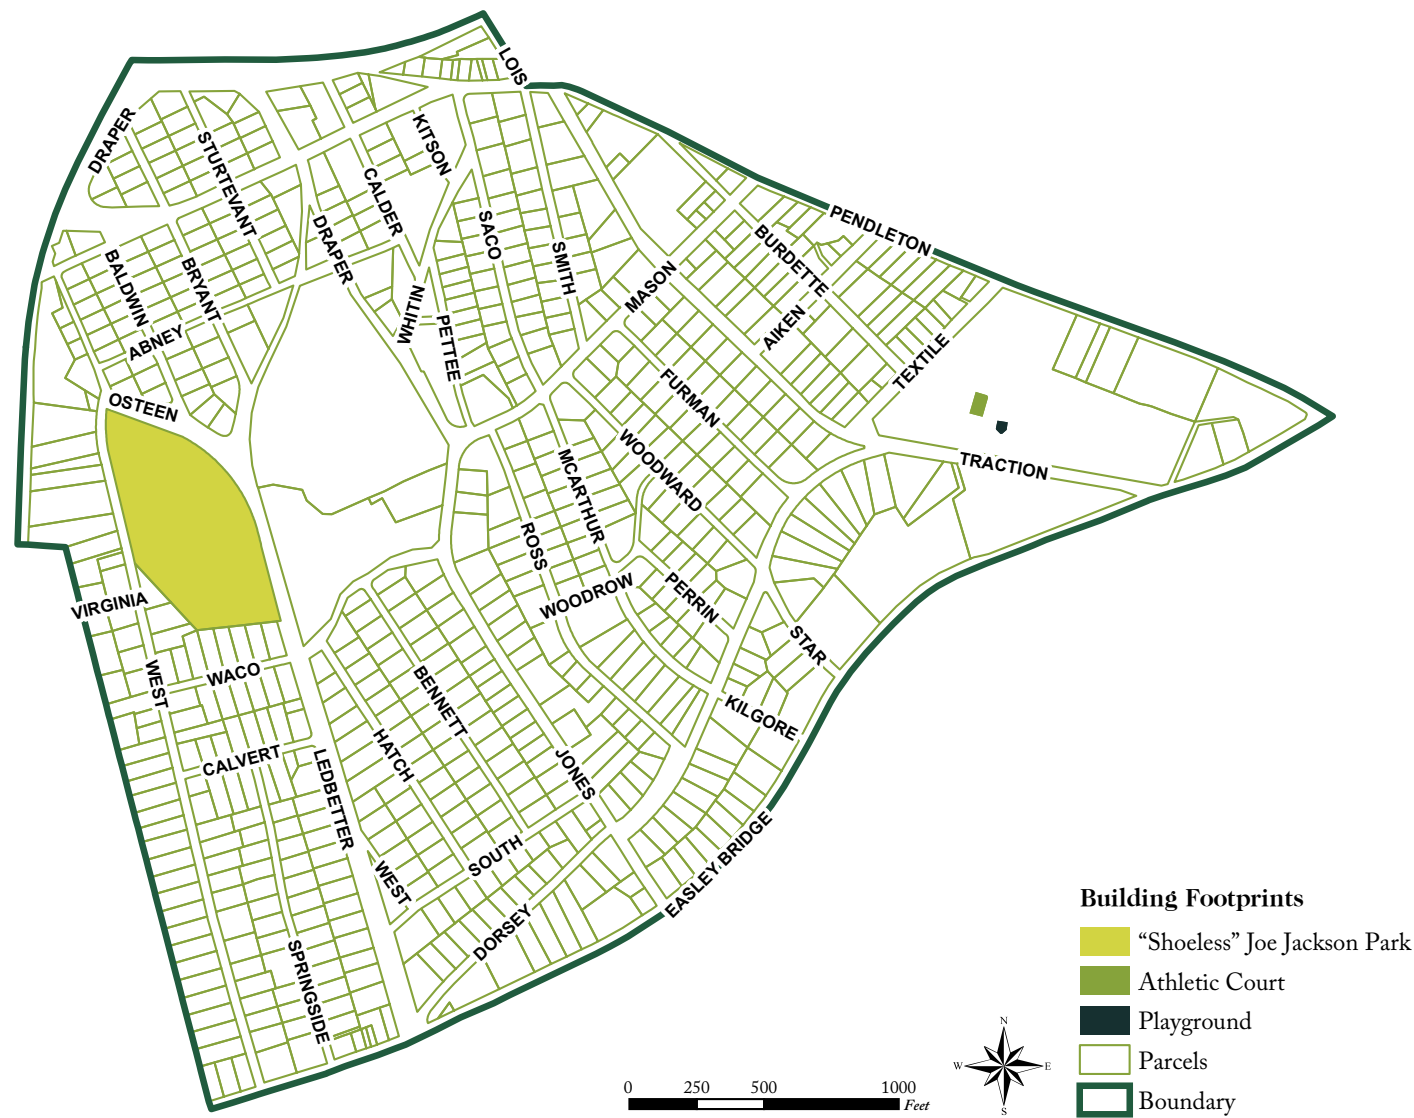 LOIS
DRAPER
STURTEVANT
KITSON
CALDER
SACO
SMITH
DRAPER
BALDWIN
BRYANT
ABNEY
WHITIN
PETTEE
MASON
BURDETTE
PENDLETON
AIKEN
TEXTILE
FURMAN
OSTEEN
WOODWARD
MCARTHUR
ROSS
TRACTION
WOODROW
PERRIN
STAR
VIRGINIA
WEST
WACO
BENNETT
KILGORE
CALVERT
HATCH
LEDBETTER
JONES
WEST
SOUTH
EASLEY BRIDGE
DORSEY
SPRINGSIDE
Building Footprints
“Shoeless” Joe Jackson Park
Athletic Court
Playground
Parcels
Boundary
N
W
E
S
0 250 500 1000
Feet